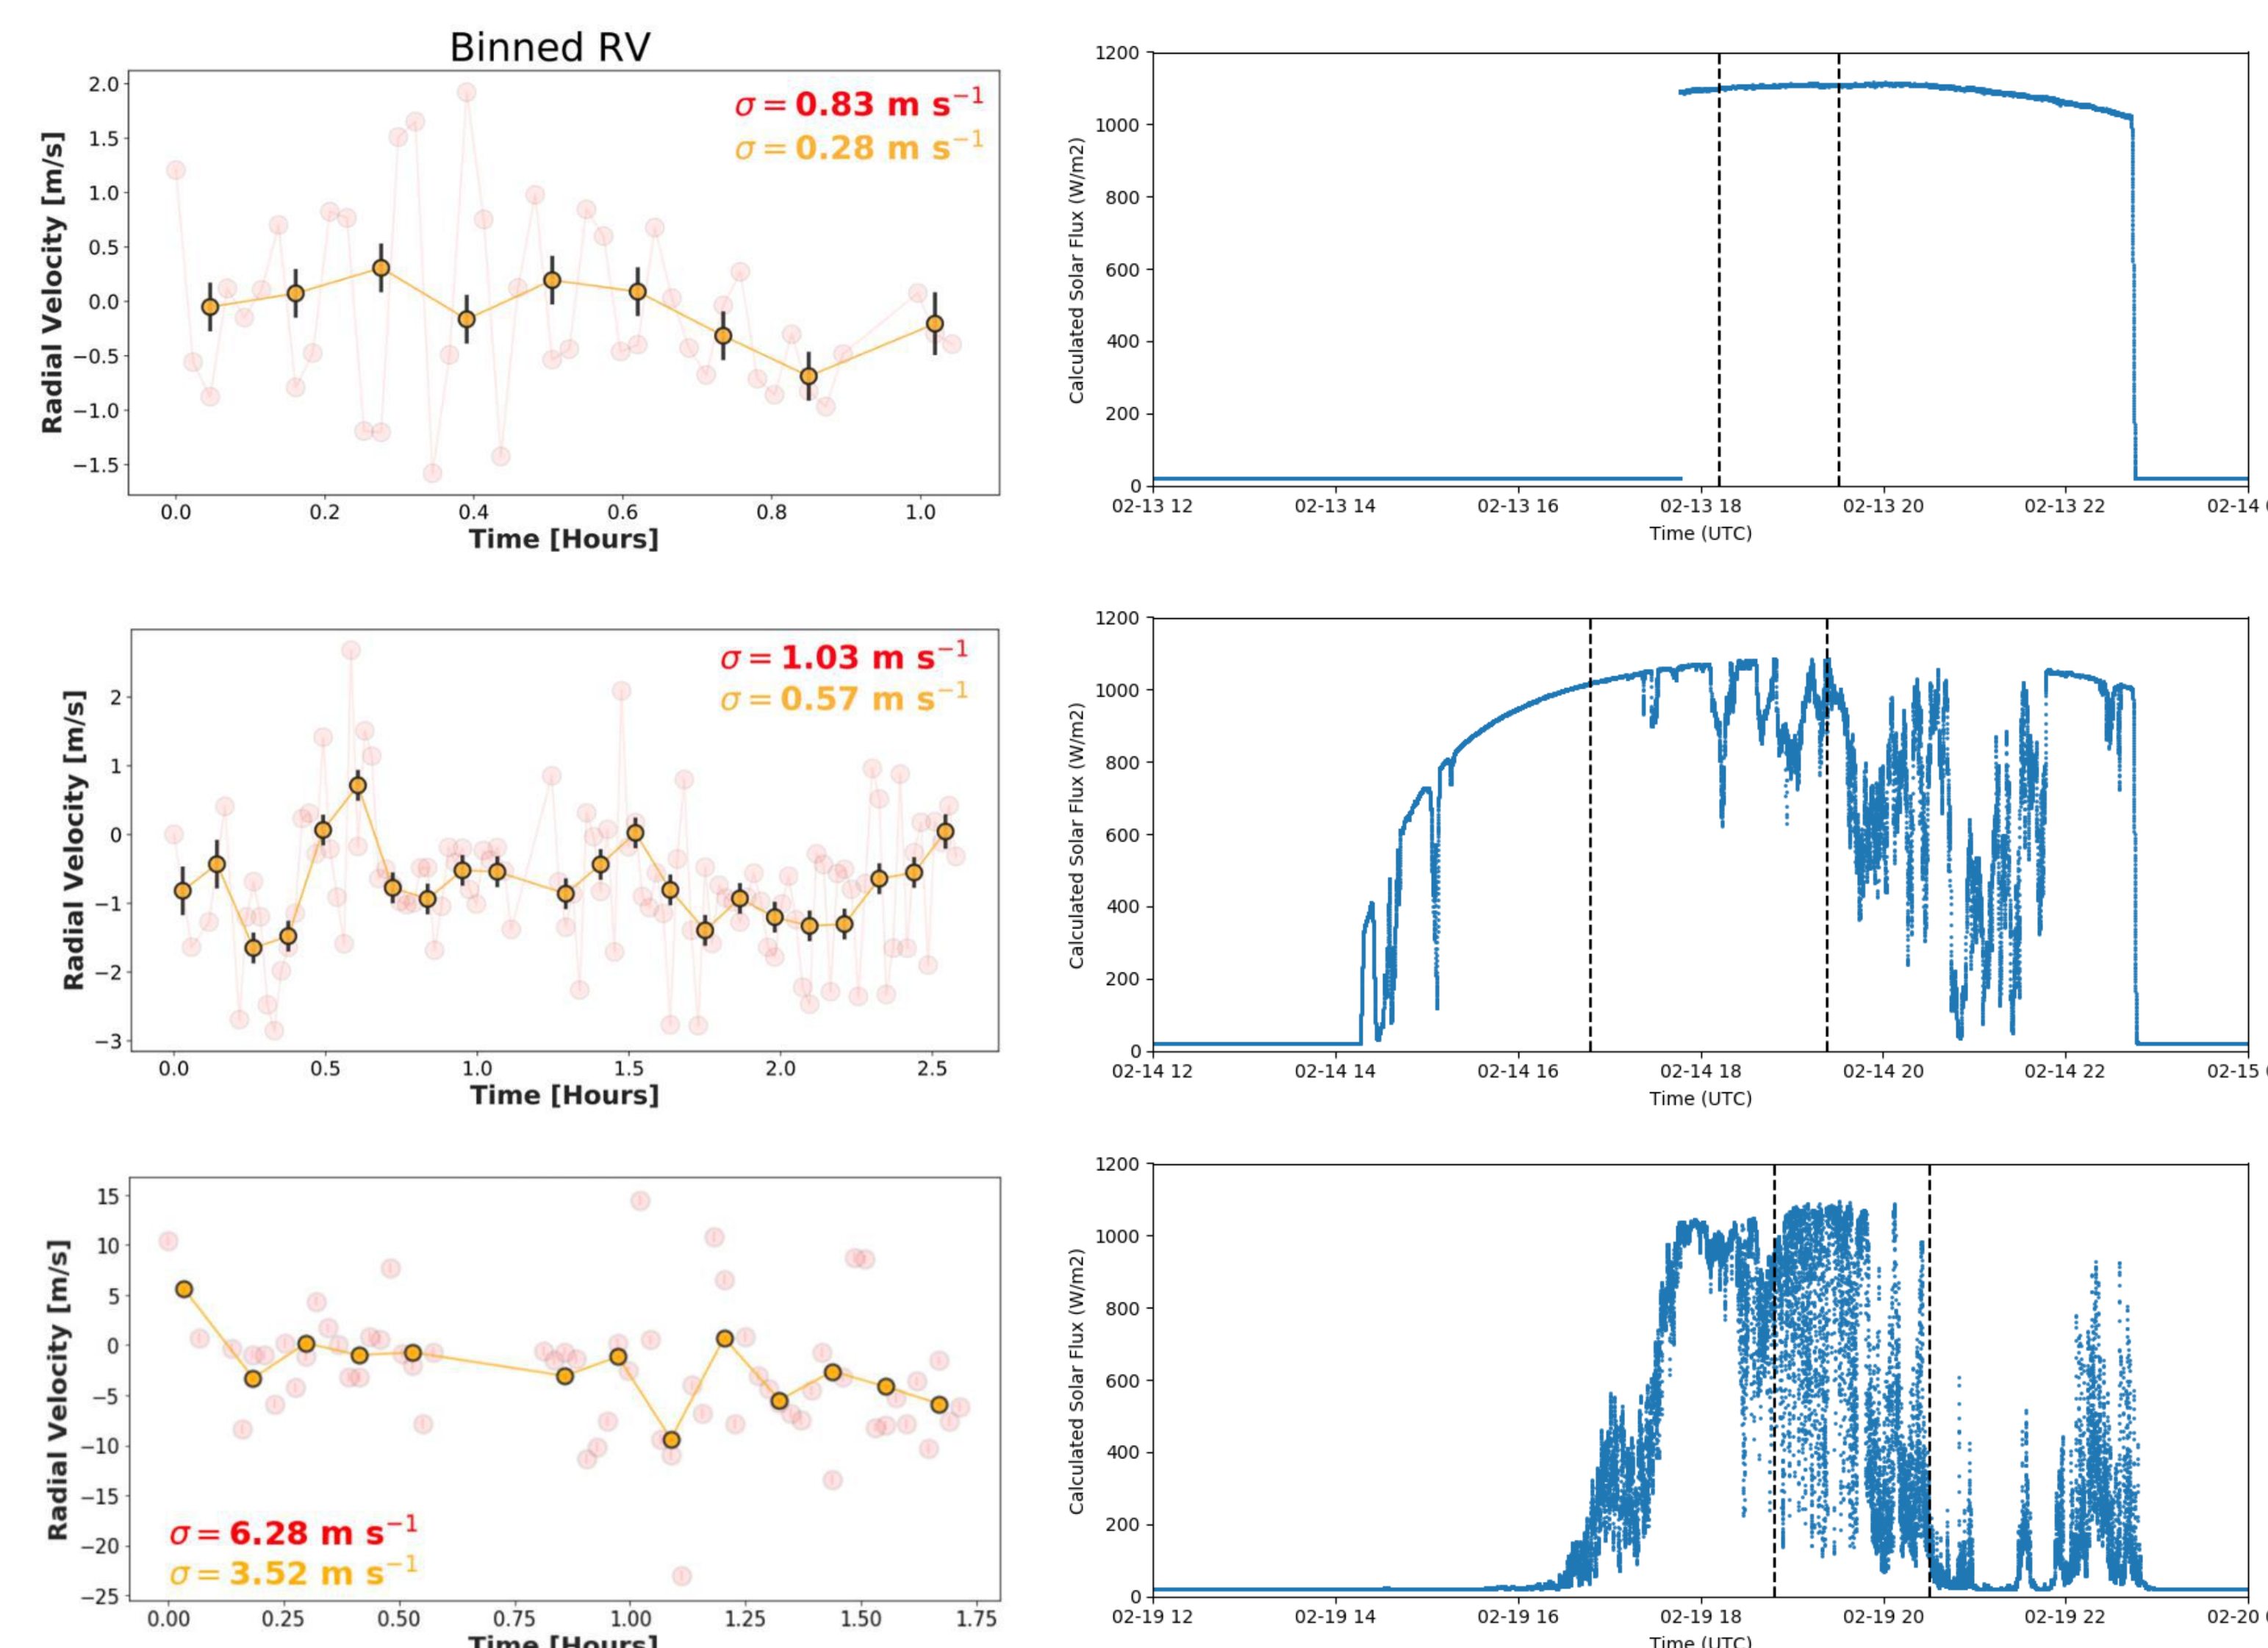 Binned RV
σ = 0.83 m s⁻¹
σ = 0.28 m s⁻¹
Radial Velocity [m/s]
2.0
1.5
1.0
0.5
0.0
−0.5
−1.0
−1.5
0.0 0.2 0.4 0.6 0.8 1.0
Time [Hours]
Calculated Solar Flux (W/m2)
1200
1000
800
600
400
200
0
02-13 12 02-13 14 02-13 16 02-13 18 02-13 20 02-13 22 02-14
Time (UTC)
σ = 1.03 m s⁻¹
σ = 0.57 m s⁻¹
Radial Velocity [m/s]
2
1
0
−1
−2
−3
0.0 0.5 1.0 1.5 2.0 2.5
Time [Hours]
Calculated Solar Flux (W/m2)
1200
1000
800
600
400
200
0
02-14 12 02-14 14 02-14 16 02-14 18 02-14 20 02-14 22 02-15
Time (UTC)
Radial Velocity [m/s]
15
10
5
0
−5
−10
−15
−20
−25
σ = 6.28 m s⁻¹
σ = 3.52 m s⁻¹
0.00 0.25 0.50 0.75 1.00 1.25 1.50 1.75
Time [Hours]
Calculated Solar Flux (W/m2)
1200
1000
800
600
400
200
0
02-19 12 02-19 14 02-19 16 02-19 18 02-19 20 02-19 22 02-20
Time (UTC)